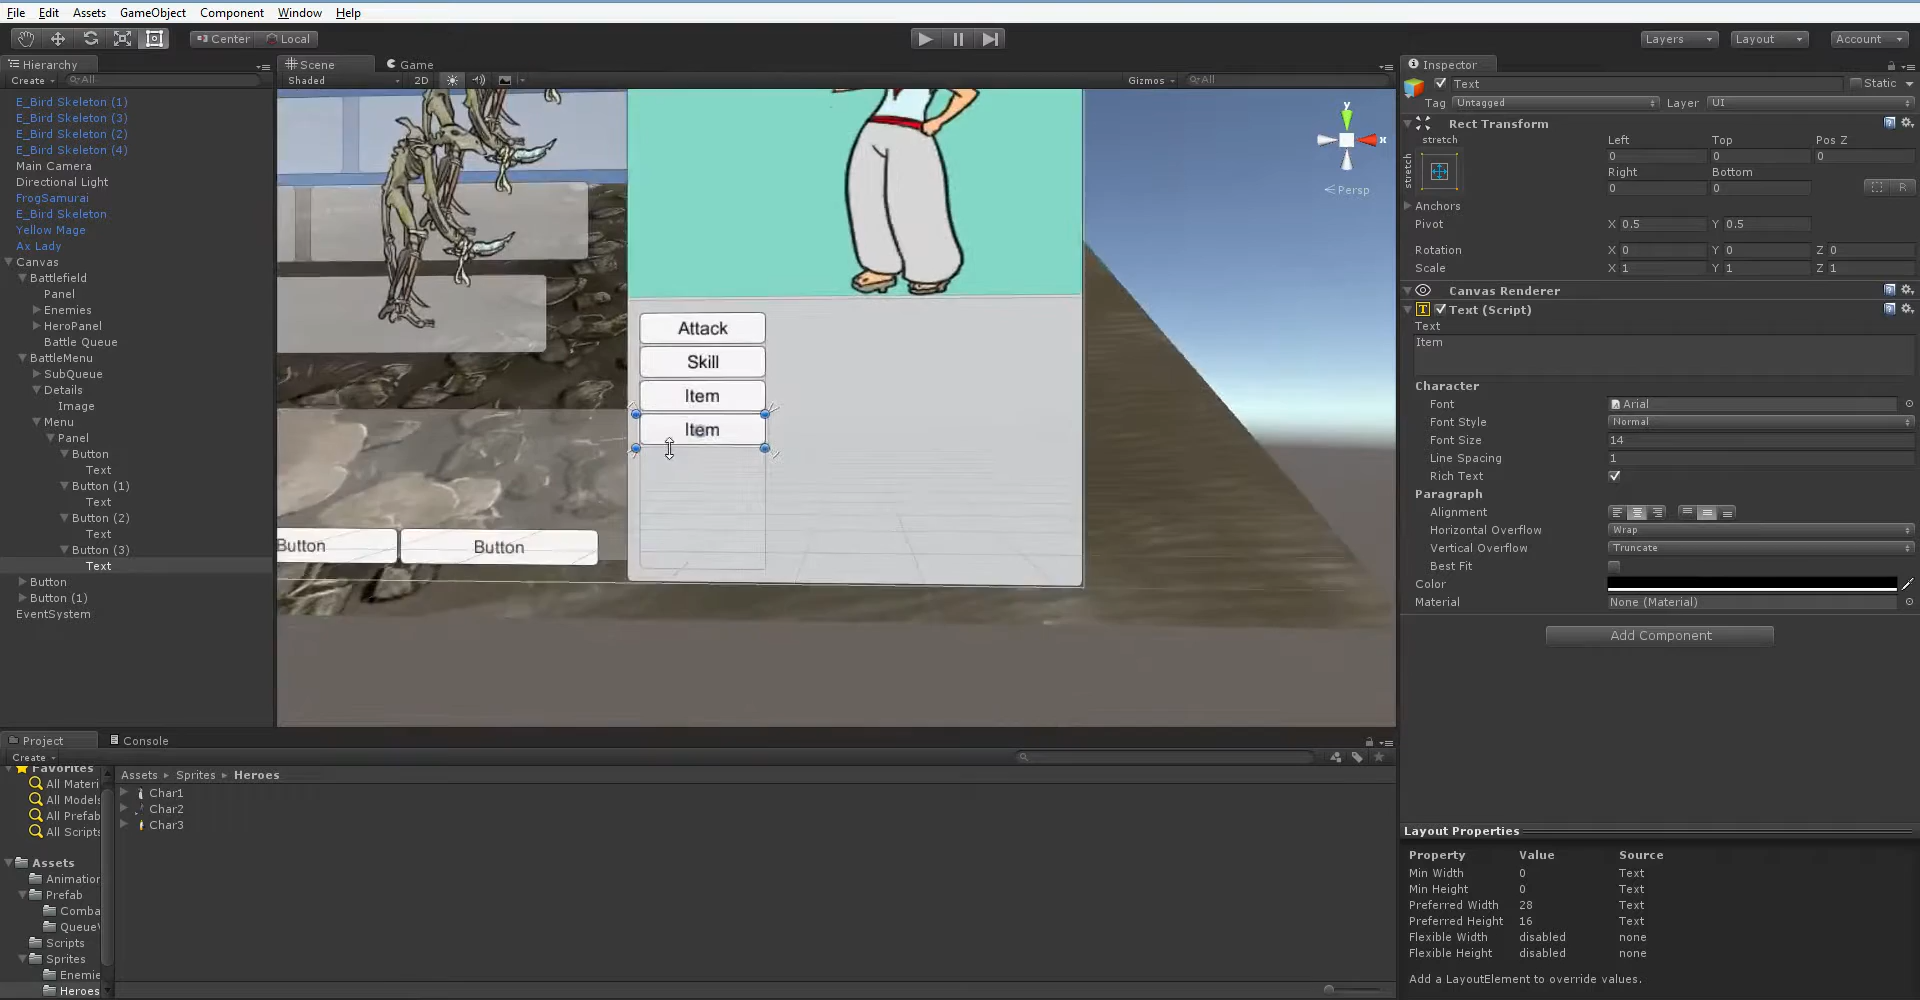 File Edit Assets GameObject Component Window Help
Center Local
Layers Layout Account
Hierarchy
Create All
E_Bird Skeleton (1)
E_Bird Skeleton (3)
E_Bird Skeleton (2)
E_Bird Skeleton (4)
Main Camera
Directional Light
FrogSamurai
E_Bird Skeleton
Yellow Mage
Ax Lady
Canvas
Battlefield
Panel
Enemies
HeroPanel
Battle Queue
BattleMenu
SubQueue
Details
Image
Menu
Panel
Button
Text
Button (1)
Text
Button (2)
Text
Button (3)
Text
Button
Button (1)
EventSystem
Scene Game
Shaded 2D Gizmos All
y
x
Persp
Attack
Skill
Item
Item
Button Button
Inspector
Text Static
Tag Untagged Layer UI
Rect Transform
stretch Left Top Pos Z
stretch
0 0 0
Right Bottom
0 0 R
Anchors
Pivot X 0.5 Y 0.5
Rotation X 0 Y 0 Z 0
Scale X 1 Y 1 Z 1
Canvas Renderer
T Text (Script)
Text
Item
Character
Font Arial
Font Style Normal
Font Size 14
Line Spacing 1
Rich Text
Paragraph
Alignment
Horizontal Overflow Wrap
Vertical Overflow Truncate
Best Fit
Color
Material None (Material)
Add Component
Layout Properties
Property Value Source
Min Width 0 Text
Min Height 0 Text
Preferred Width 28 Text
Preferred Height 16 Text
Flexible Width disabled none
Flexible Height disabled none
Add a LayoutElement to override values.
Project Console
Create
Favorites
All Materi
All Models
All Prefab
All Scripts
Assets
Animation
Prefab
Comba
QueueV
Scripts
Sprites
Enemie
Heroes
Assets Sprites Heroes
Char1
Char2
Char3